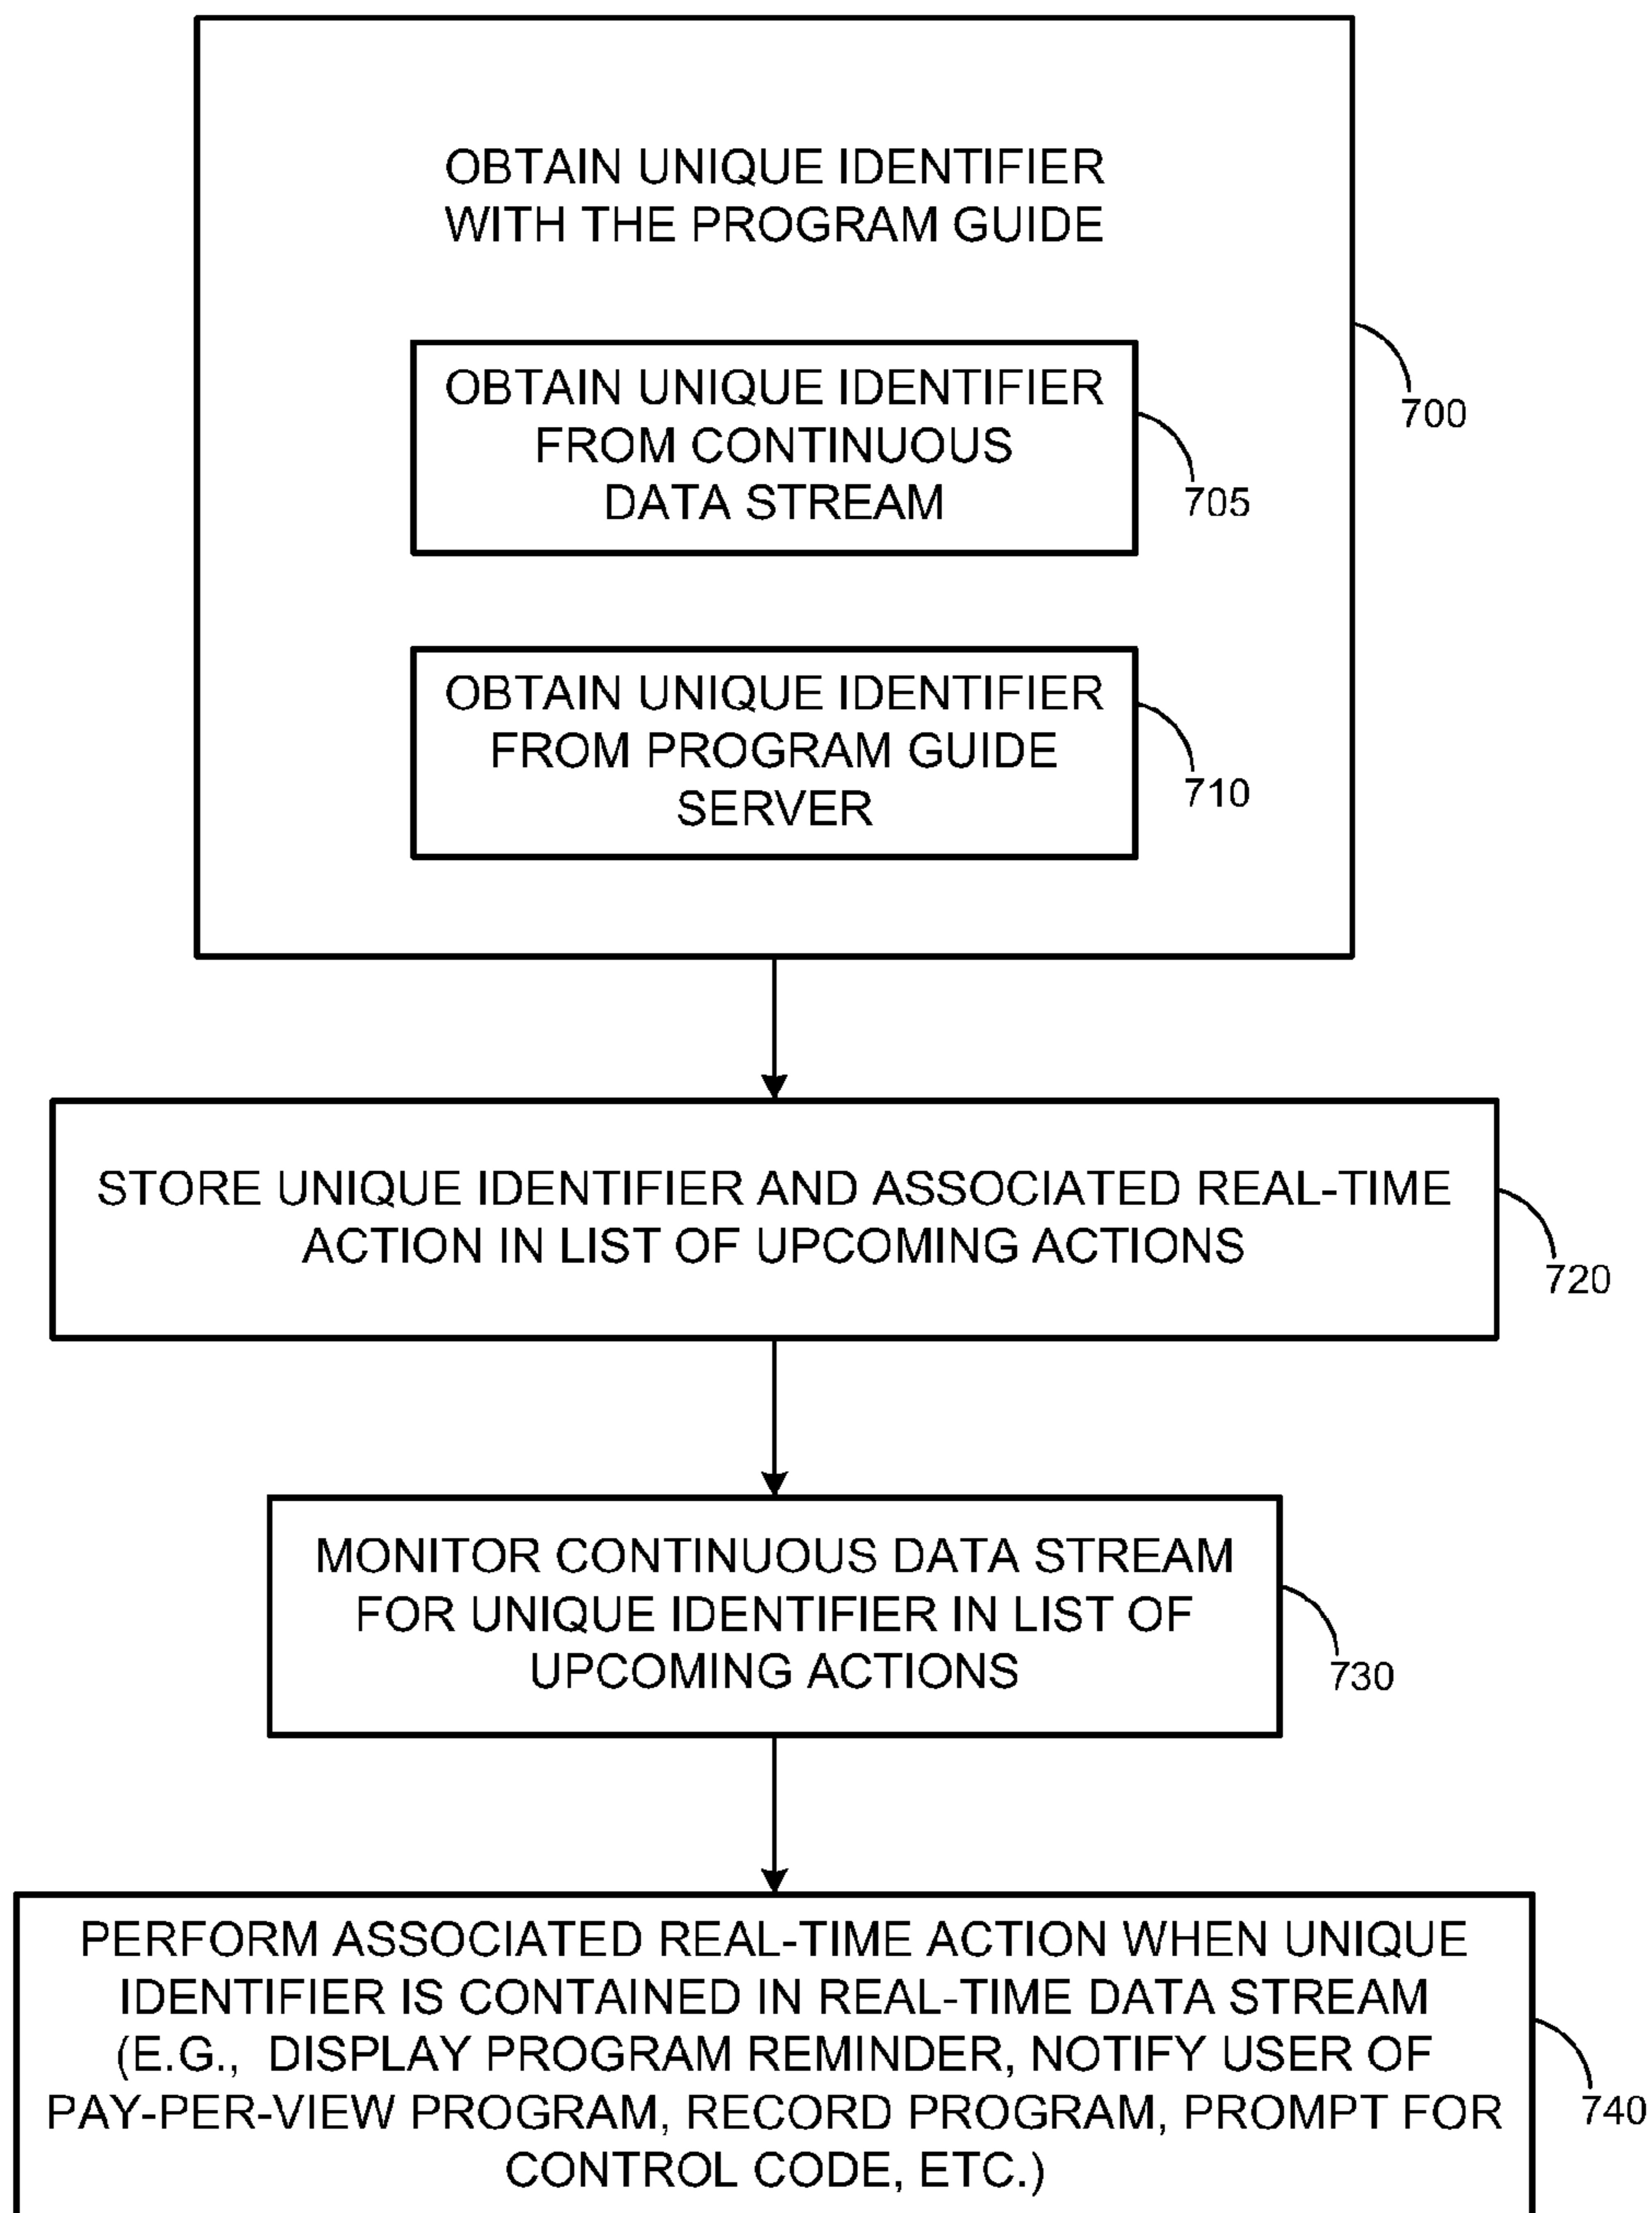 OBTAIN UNIQUE IDENTIFIER
WITH THE PROGRAM GUIDE
700
OBTAIN UNIQUE IDENTIFIER
FROM CONTINUOUS
DATA STREAM
705
OBTAIN UNIQUE IDENTIFIER
FROM PROGRAM GUIDE
SERVER
710
STORE UNIQUE IDENTIFIER AND ASSOCIATED REAL-TIME
ACTION IN LIST OF UPCOMING ACTIONS
720
MONITOR CONTINUOUS DATA STREAM
FOR UNIQUE IDENTIFIER IN LIST OF
UPCOMING ACTIONS
730
PERFORM ASSOCIATED REAL-TIME ACTION WHEN UNIQUE
IDENTIFIER IS CONTAINED IN REAL-TIME DATA STREAM
(E.G., DISPLAY PROGRAM REMINDER, NOTIFY USER OF
PAY-PER-VIEW PROGRAM, RECORD PROGRAM, PROMPT FOR
CONTROL CODE, ETC.)
740